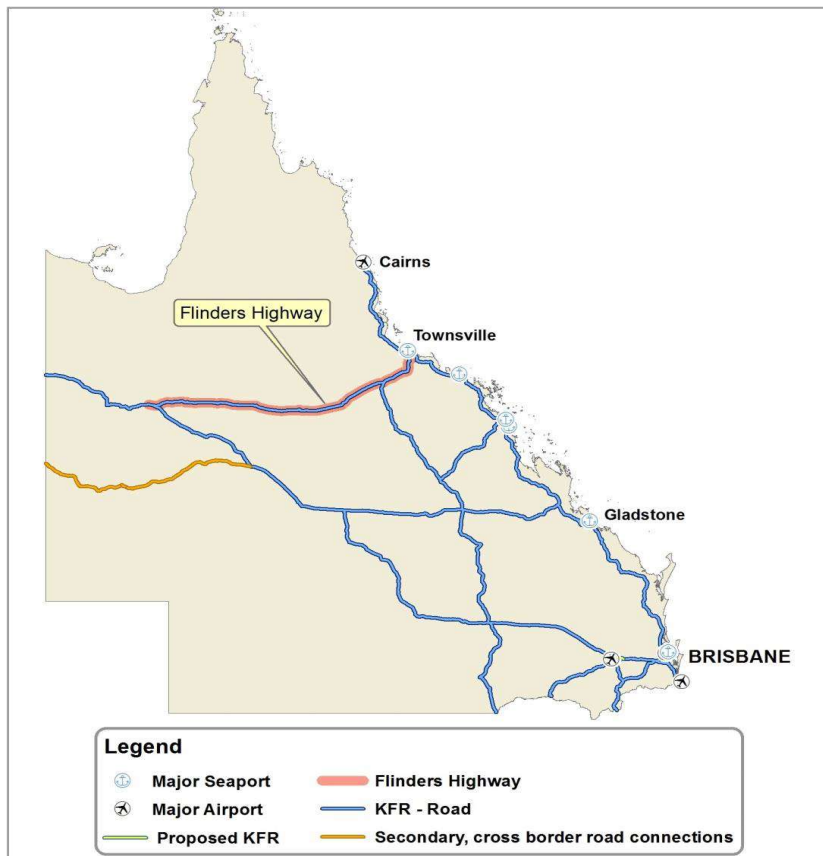 Cairns
Flinders Highway
Townsville
Gladstone
BRISBANE
Legend
Major Seaport
Flinders Highway
Major Airport
KFR - Road
Proposed KFR
Secondary, cross border road connections